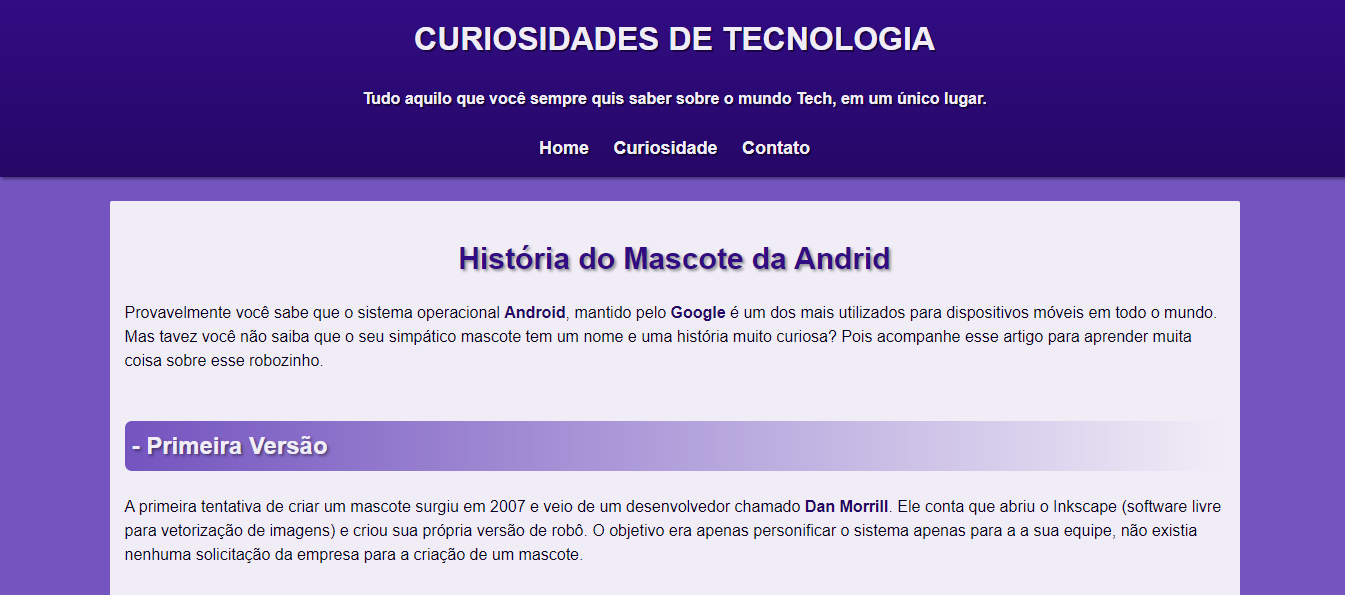 CURIOSIDADES DE TECNOLOGIA
Tudo aquilo que você sempre quis saber sobre o mundo Tech, em um único lugar.
Home Curiosidade Contato
História do Mascote da Andrid
Provavelmente você sabe que o sistema operacional Android, mantido pelo Google é um dos mais utilizados para dispositivos móveis em todo o mundo.
Mas tavez você não saiba que o seu simpático mascote tem um nome e uma história muito curiosa? Pois acompanhe esse artigo para aprender muita
coisa sobre esse robozinho.
- Primeira Versão
A primeira tentativa de criar um mascote surgiu em 2007 e veio de um desenvolvedor chamado Dan Morrill. Ele conta que abriu o Inkscape (software livre
para vetorização de imagens) e criou sua própria versão de robô. O objetivo era apenas personificar o sistema apenas para a a sua equipe, não existia
nenhuma solicitação da empresa para a criação de um mascote.